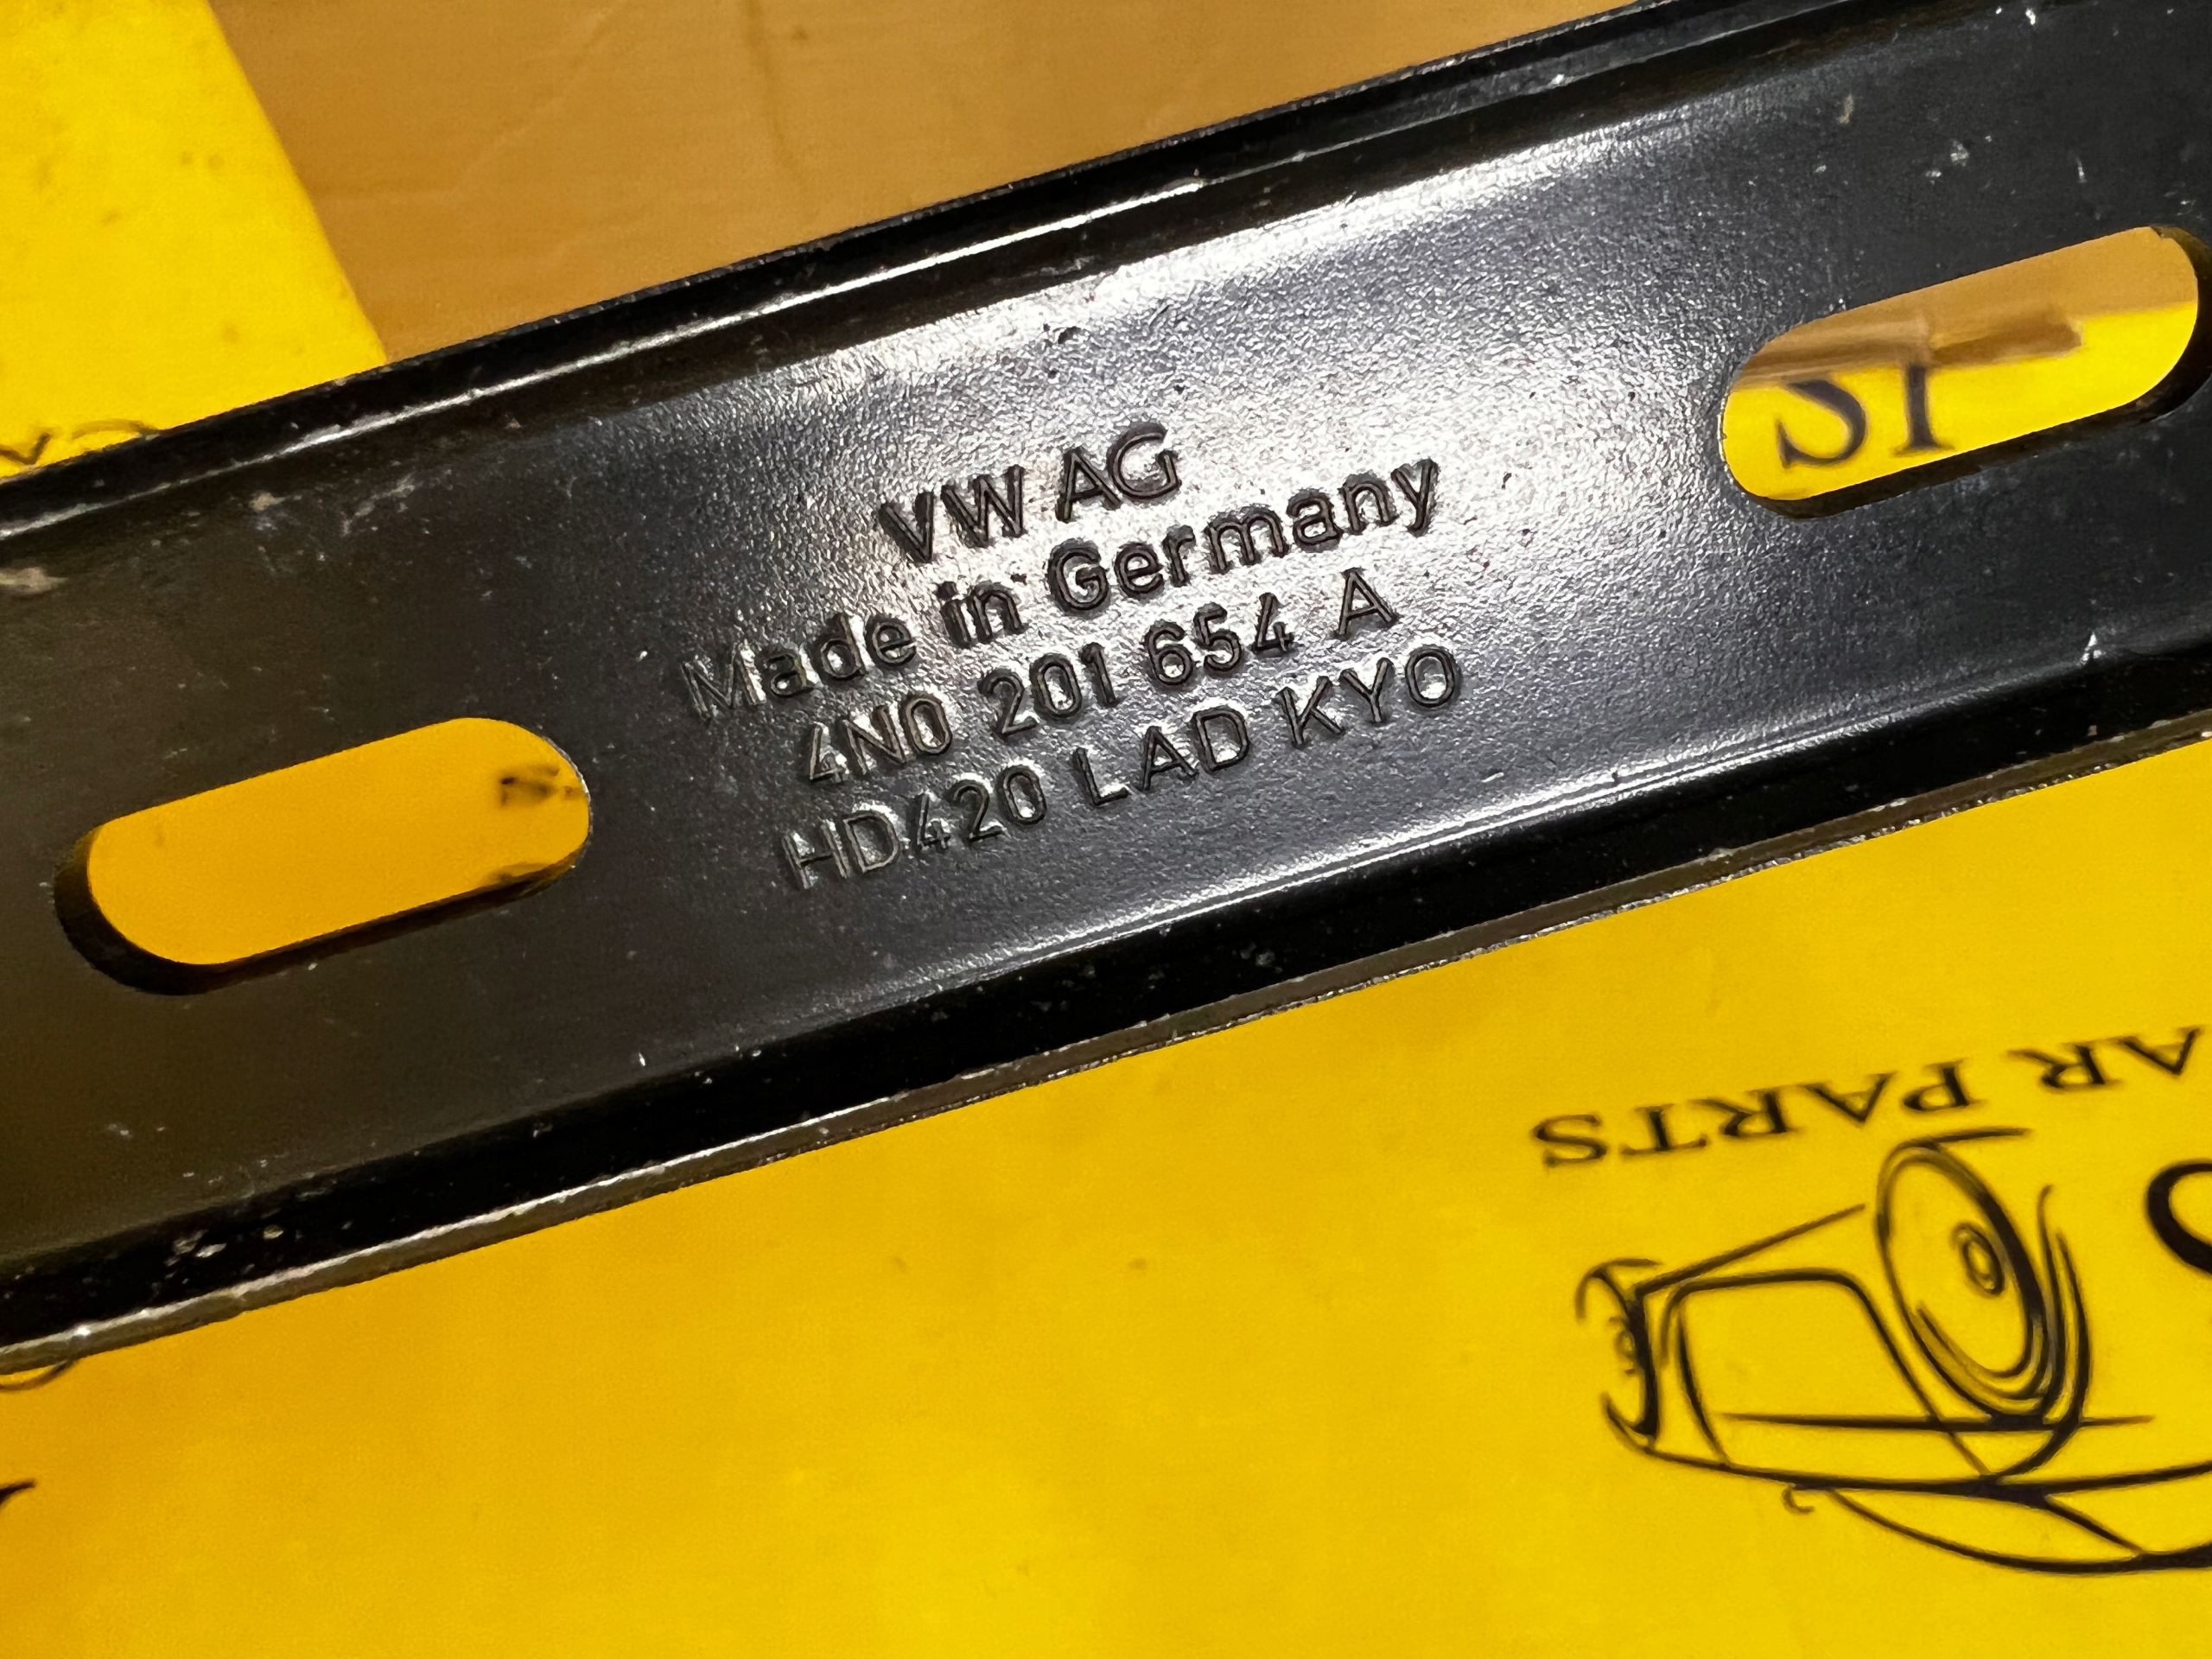 VW AG
Made in Germany
4N0 201 654 A
HD420 LAD KYO
AR PARTS